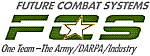 FUTURE COMBAT SYSTEMS
FCS
One Team—The Army/DARPA/Industry